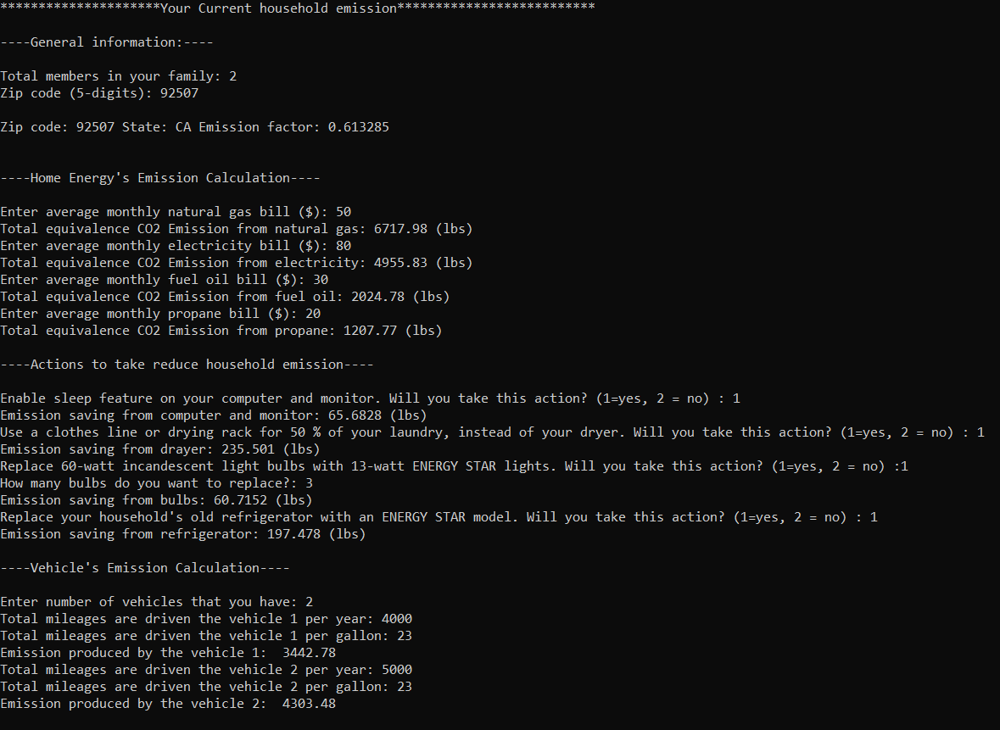 *********************Your Current household emission**************************
----General information:----
Total members in your family: 2
Zip code (5-digits): 92507
Zip code: 92507 State: CA Emission factor: 0.613285
----Home Energy's Emission Calculation----
Enter average monthly natural gas bill ($): 50
Total equivalence CO2 Emission from natural gas: 6717.98 (lbs)
Enter average monthly electricity bill ($): 80
Total equivalence CO2 Emission from electricity: 4955.83 (lbs)
Enter average monthly fuel oil bill ($): 30
Total equivalence CO2 Emission from fuel oil: 2024.78 (lbs)
Enter average monthly propane bill ($): 20
Total equivalence CO2 Emission from propane: 1207.77 (lbs)
----Actions to take reduce household emission----
Enable sleep feature on your computer and monitor. Will you take this action? (1=yes, 2 = no) : 1
Emission saving from computer and monitor: 65.6828 (lbs)
Use a clothes line or drying rack for 50 % of your laundry, instead of your dryer. Will you take this action? (1=yes, 2 = no) : 1
Emission saving from drayer: 235.501 (lbs)
Replace 60-watt incandescent light bulbs with 13-watt ENERGY STAR lights. Will you take this action? (1=yes, 2 = no) :1
How many bulbs do you want to replace?: 3
Emission saving from bulbs: 60.7152 (lbs)
Replace your household's old refrigerator with an ENERGY STAR model. Will you take this action? (1=yes, 2 = no) : 1
Emission saving from refrigerator: 197.478 (lbs)
----Vehicle's Emission Calculation----
Enter number of vehicles that you have: 2
Total mileages are driven the vehicle 1 per year: 4000
Total mileages are driven the vehicle 1 per gallon: 23
Emission produced by the vehicle 1:  3442.78
Total mileages are driven the vehicle 2 per year: 5000
Total mileages are driven the vehicle 2 per gallon: 23
Emission produced by the vehicle 2:  4303.48